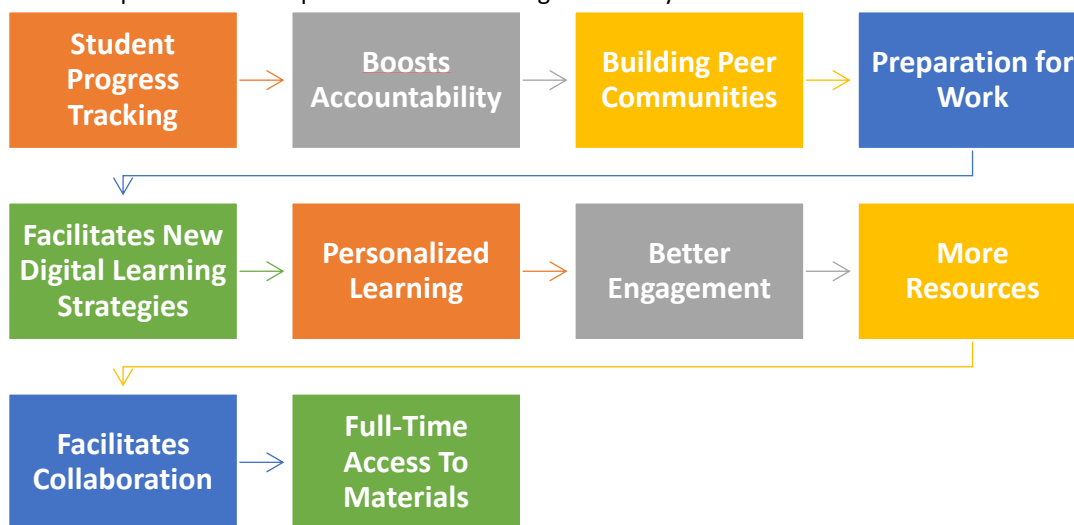 Student
Progress
Tracking
Boosts
Accountability
Building Peer
Communities
Preparation for
Work
Facilitates New
Digital Learning
Strategies
Personalized
Learning
Better
Engagement
More
Resources
Facilitates
Collaboration
Full-Time
Access To
Materials